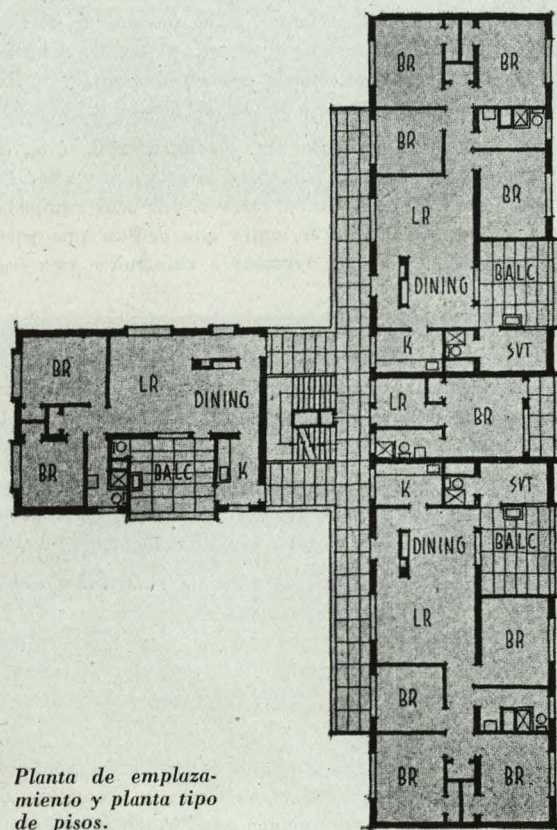 BR
BR
BR
BR
LR
DINING
BALC
K
SVT
BR
LR
DINING
BR
BALC
K
LR
BR
K
SVT
DINING
BALC
LR
BR
BR
BR
BR
Planta de emplaza-
miento y planta tipo
de pisos.